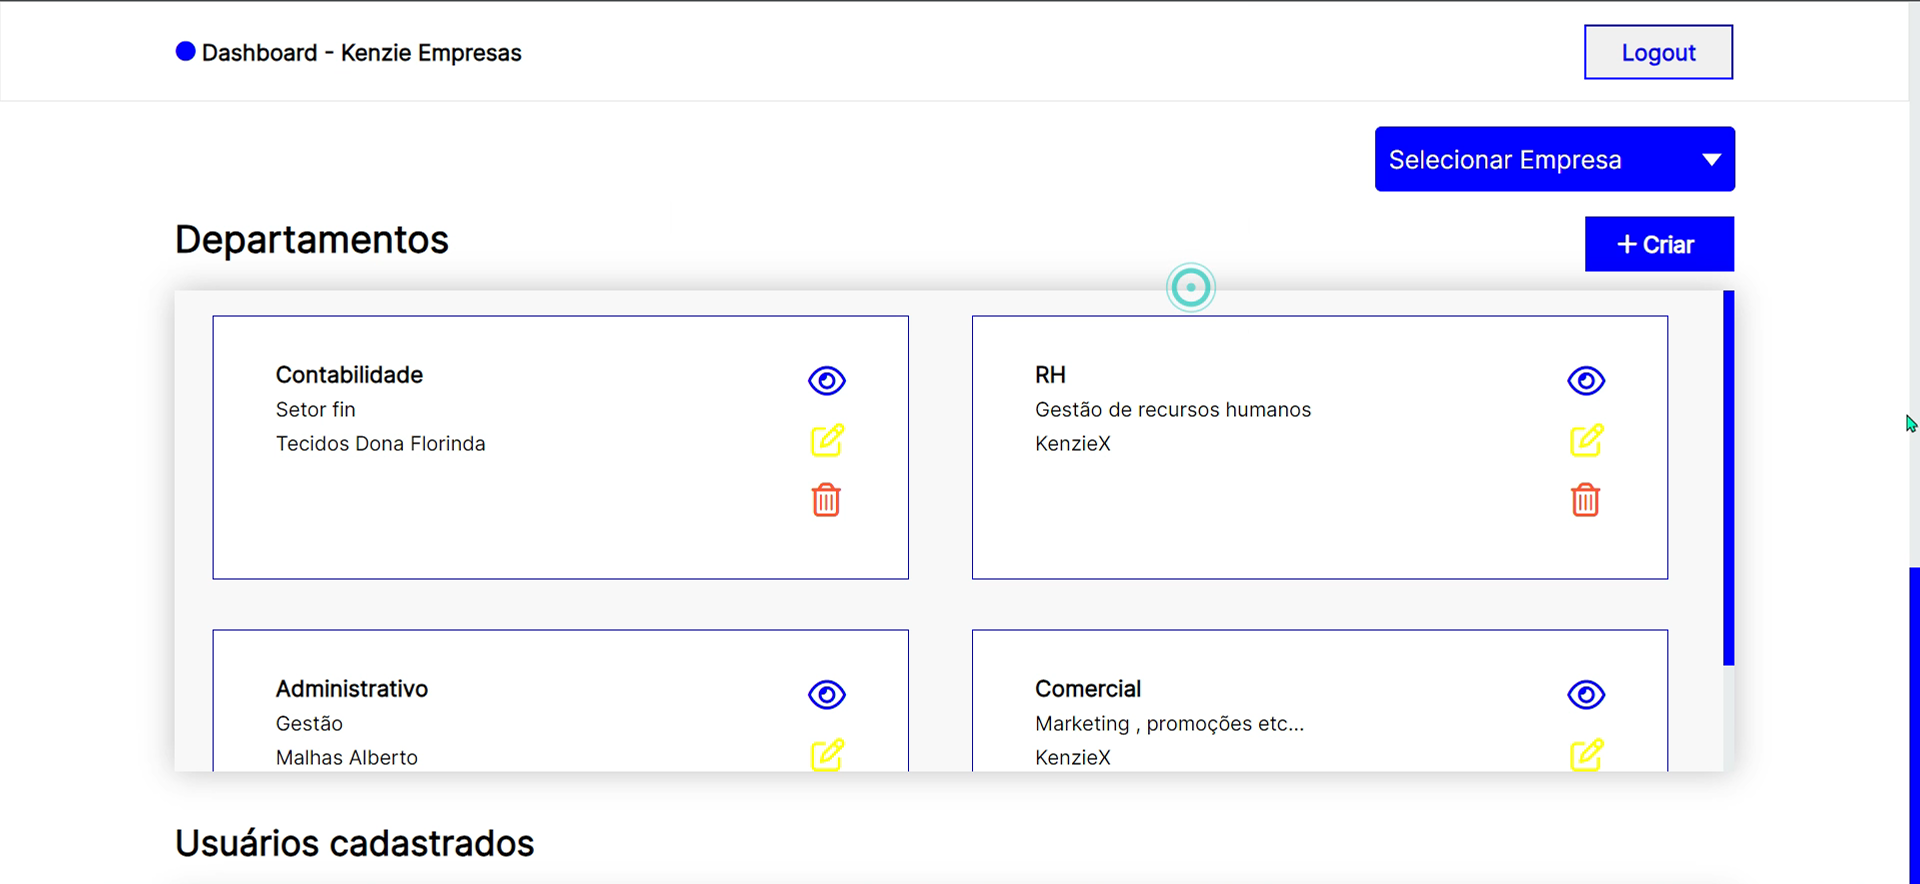 Dashboard - Kenzie Empresas
Logout
Selecionar Empresa
Departamentos
+ Criar
Contabilidade
Setor fin
Tecidos Dona Florinda
RH
Gestão de recursos humanos
KenzieX
Administrativo
Gestão
Malhas Alberto
Comercial
Marketing , promoções etc...
KenzieX
Usuários cadastrados